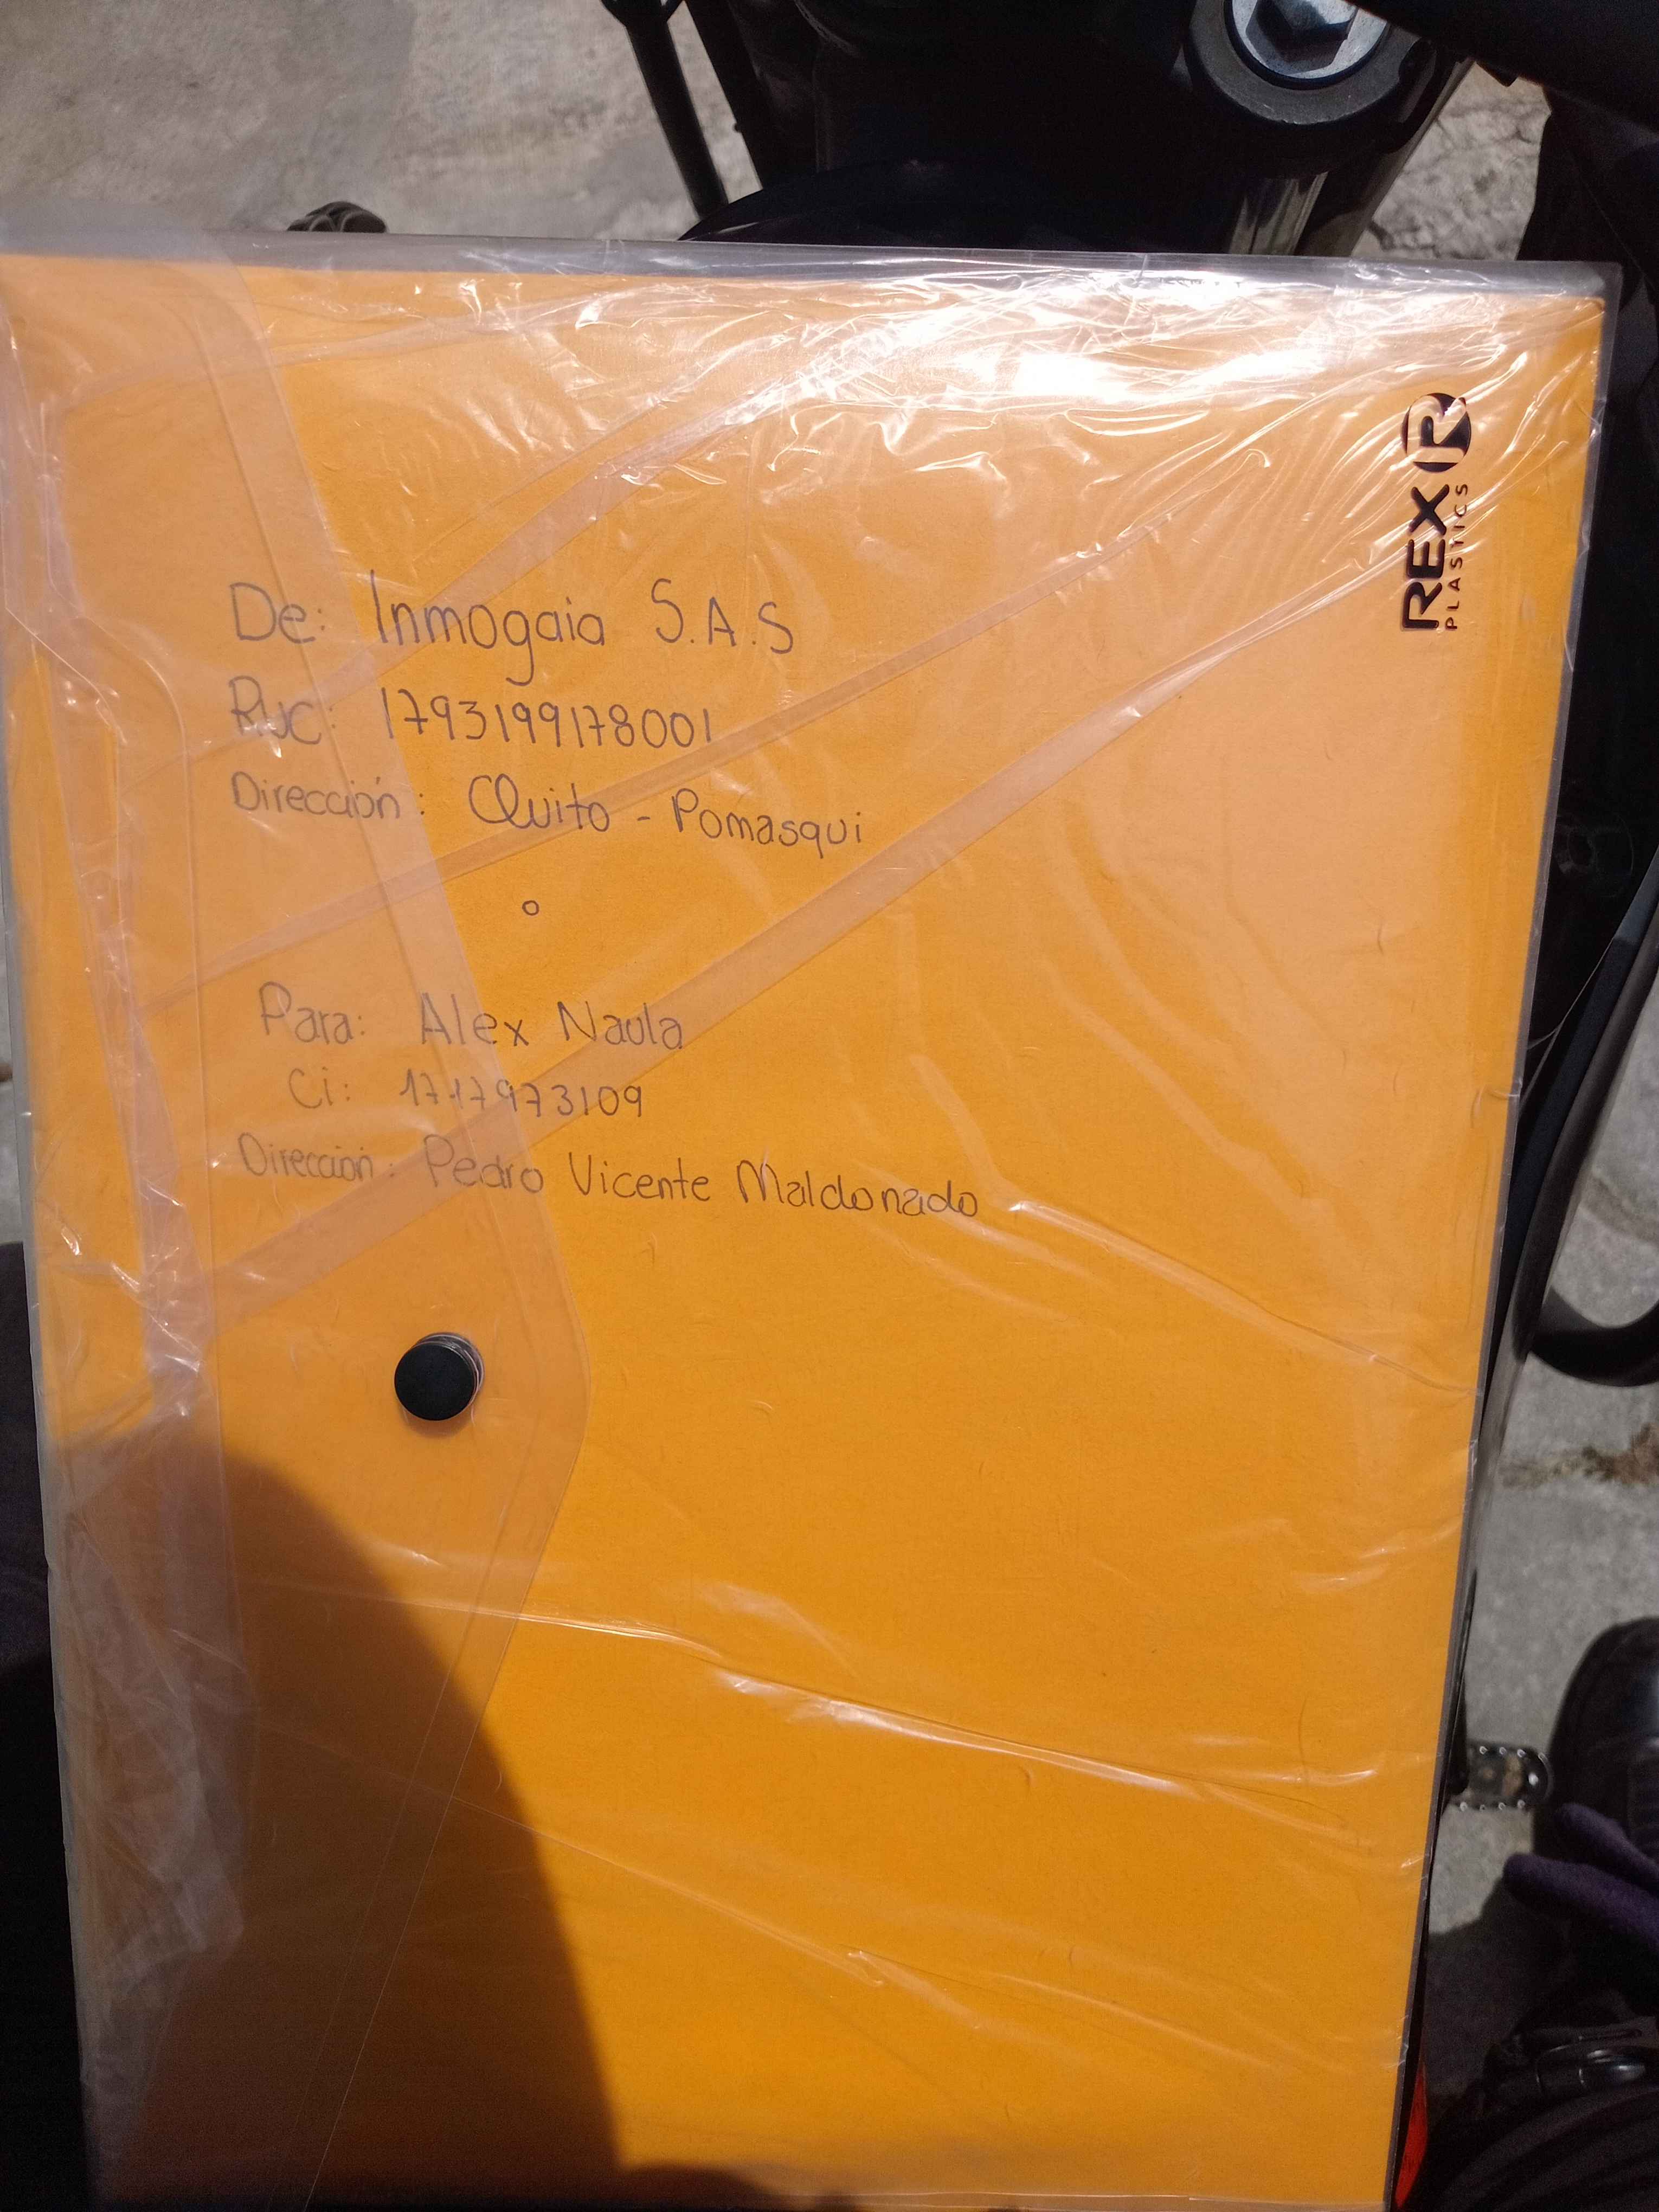 REX R
PLASTICS
De: Inmogaia S.A.S
Ruc: 1793199178001
Dirección: Quito - Pomasqui
Para: Alex Naula
Ci: 1717973109
Dirección: Pedro Vicente Maldonado